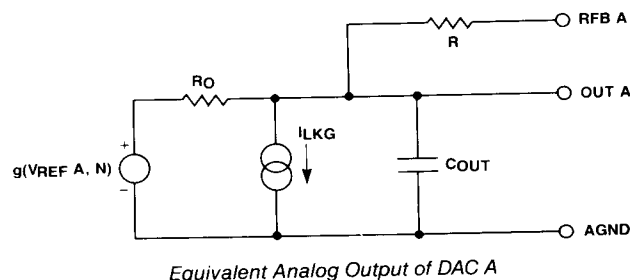 RFB A
R
RO
OUT A
ILKG
+
g(VREF A, N)
−
COUT
AGND
Equivalent Analog Output of DAC A